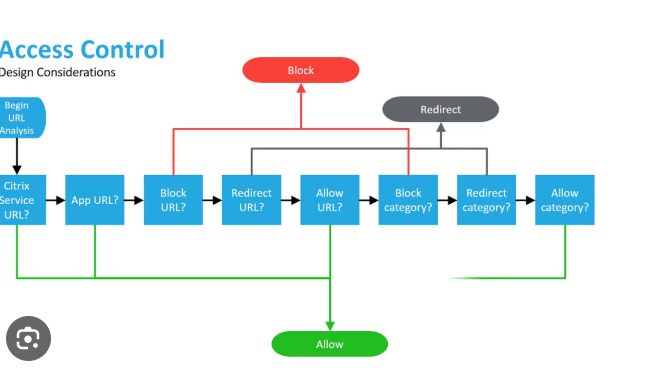 Access Control
Design Considerations
Block
Redirect
Begin
URL
Analysis
Citrix
Service
URL?
App URL?
Block
URL?
Redirect
URL?
Allow
URL?
Block
category?
Redirect
category?
Allow
category?
Allow